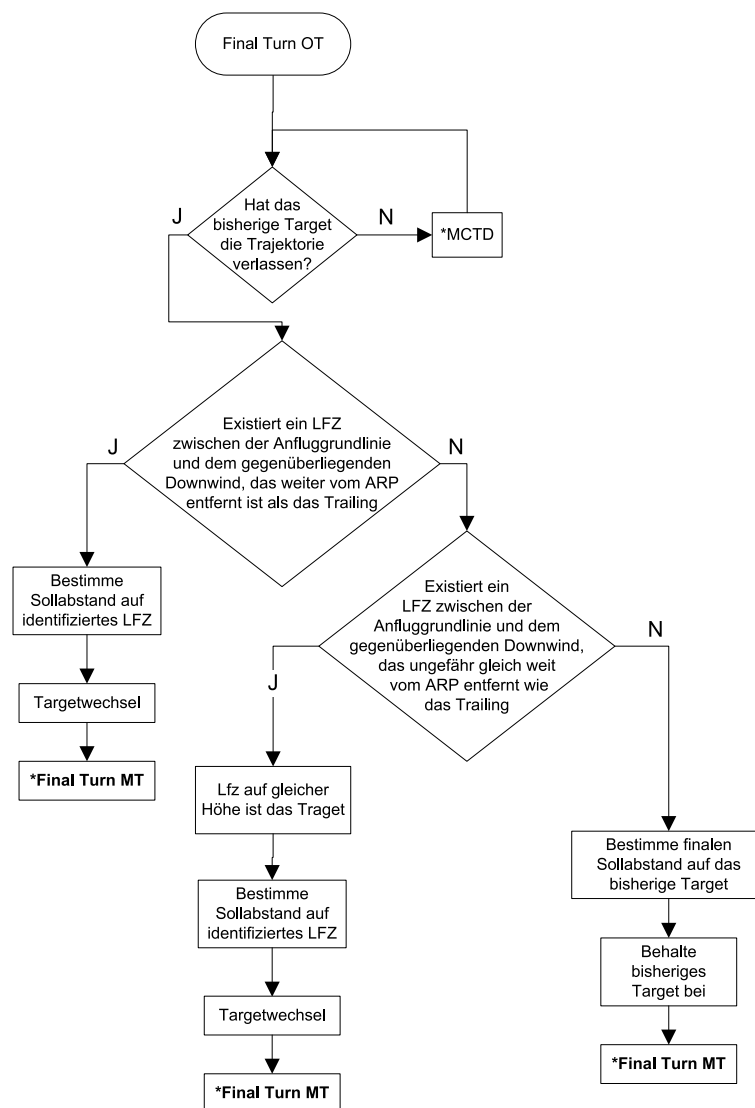 Final Turn OT
Hat das
bisherige Target
die Trajektorie
verlassen?
J
N
*MCTD
Existiert ein LFZ
zwischen der Anfluggrundlinie
und dem gegenüberliegenden
Downwind, das weiter vom ARP
entfernt ist als das Trailing
J
N
Bestimme
Sollabstand auf
identifiziertes LFZ
Targetwechsel
*Final Turn MT
Existiert ein
LFZ zwischen der
Anfluggrundlinie und dem
gegenüberliegenden Downwind,
das ungefähr gleich weit
vom ARP entfernt wie
das Trailing
J
N
Lfz auf gleicher
Höhe ist das Traget
Bestimme
Sollabstand auf
identifiziertes LFZ
Targetwechsel
*Final Turn MT
Bestimme finalen
Sollabstand auf das
bisherige Target
Behalte
bisheriges
Target bei
*Final Turn MT